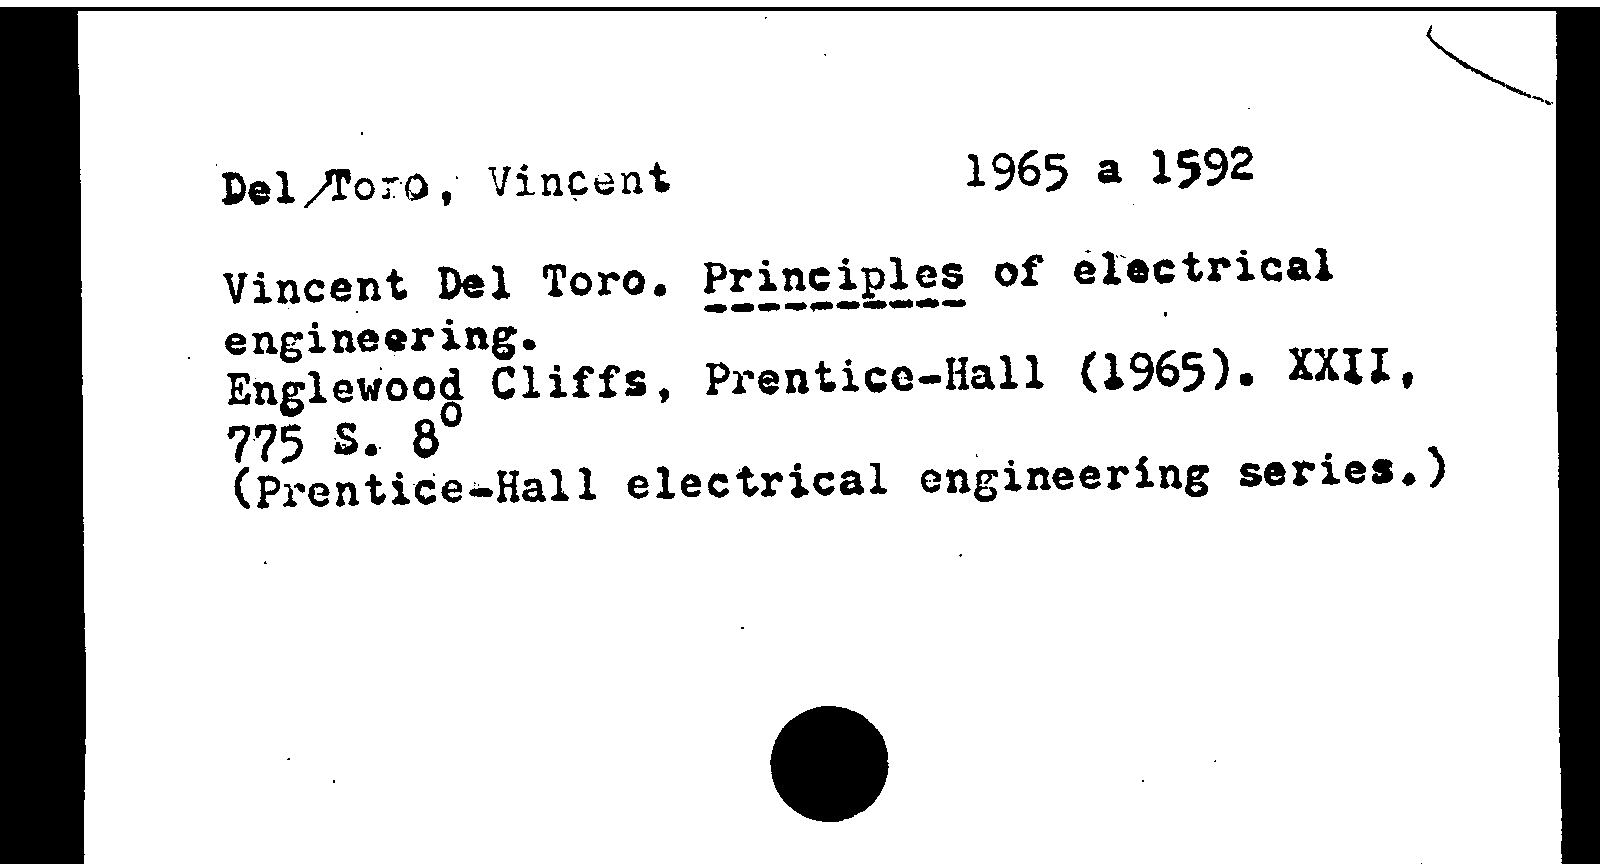 Del/Toro, Vincent 1965 a 1592
Vincent Del Toro. Principles of electrical
engineering.
Englewood Cliffs, Prentice-Hall (1965). XXII,
775 S. 8°
(Prentice-Hall electrical engineering series.)